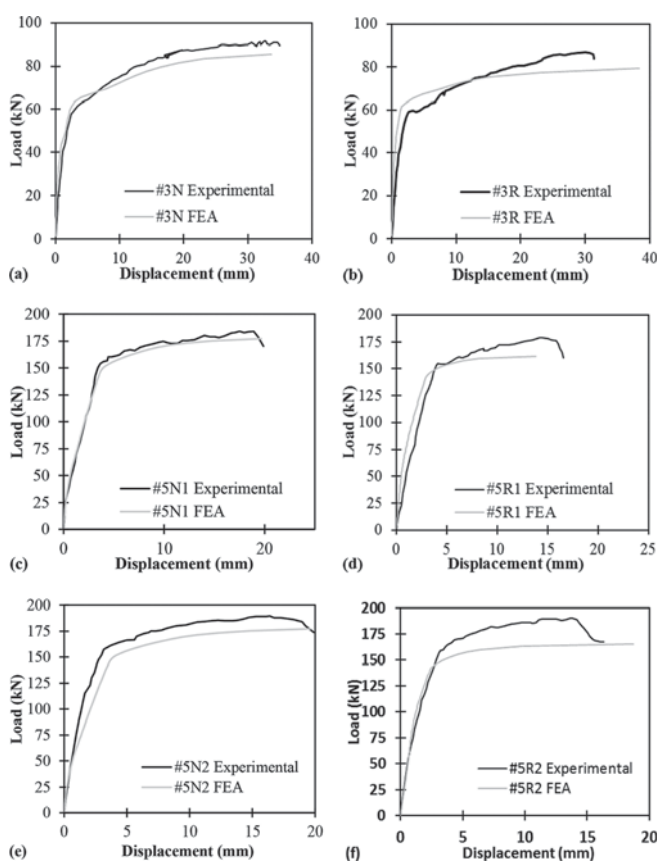 100
80
60
40
20
0
Load (kN)
#3N Experimental
#3N FEA
0 10 20 30 40
(a) Displacement (mm)
100
80
60
40
20
0
Load (kN)
#3R Experimental
#3R FEA
0 10 20 30 40
(b) Displacement (mm)
200
175
150
125
100
75
50
25
0
Load (kN)
#5N1 Experimental
#5N1 FEA
0 10 20
(c) Displacement (mm)
200
175
150
125
100
75
50
25
0
Load (kN)
#5R1 Experimental
#5R1 FEA
0 5 10 15 20 25
(d) Displacement (mm)
200
175
150
125
100
75
50
25
0
Load (kN)
#5N2 Experimental
#5N2 FEA
0 5 10 15 20
(e) Displacement (mm)
200
175
150
125
100
75
50
25
0
Load (kN)
#5R2 Experimental
#5R2 FEA
0 5 10 15 20
(f) Displacement (mm)